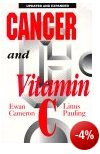 UPDATED AND EXPANDED
CANCER
and
Vitamin
C
Ewan
Cameron
Linus
Pauling
-4%